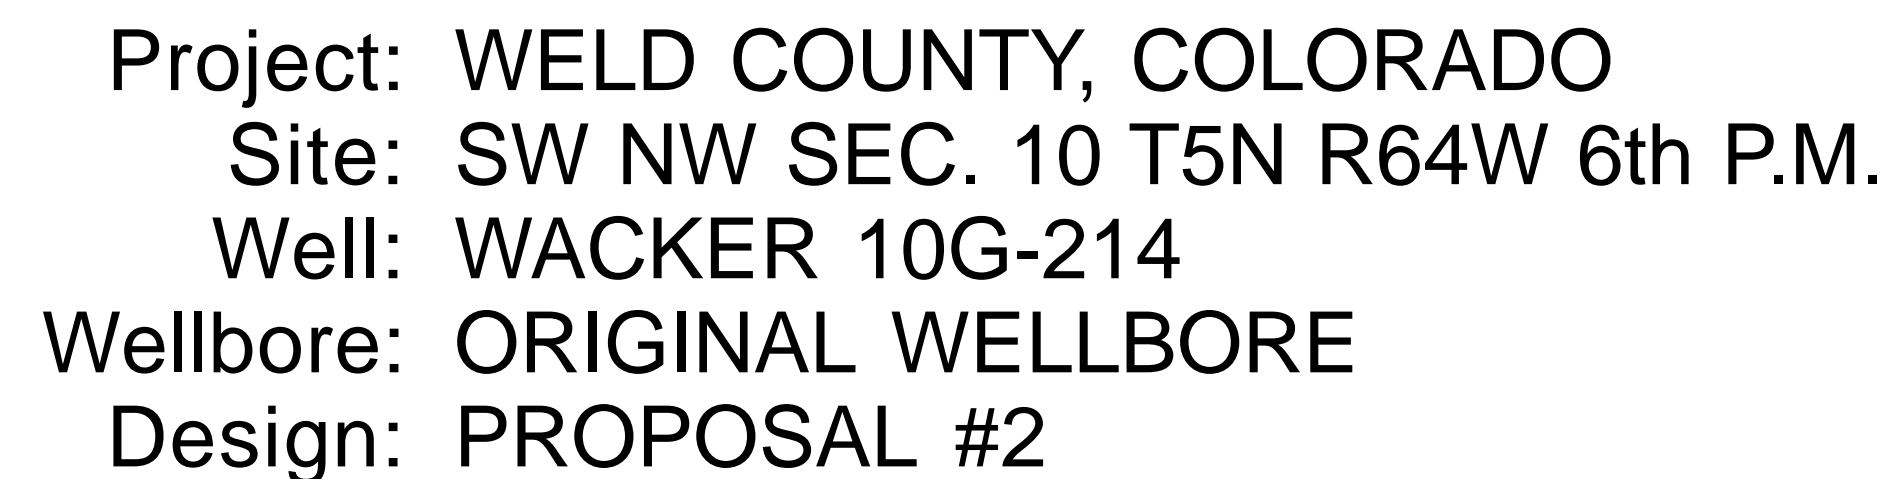 Project: WELD COUNTY, COLORADO
Site: SW NW SEC. 10 T5N R64W 6th P.M.
Well: WACKER 10G-214
Wellbore: ORIGINAL WELLBORE
Design: PROPOSAL #2